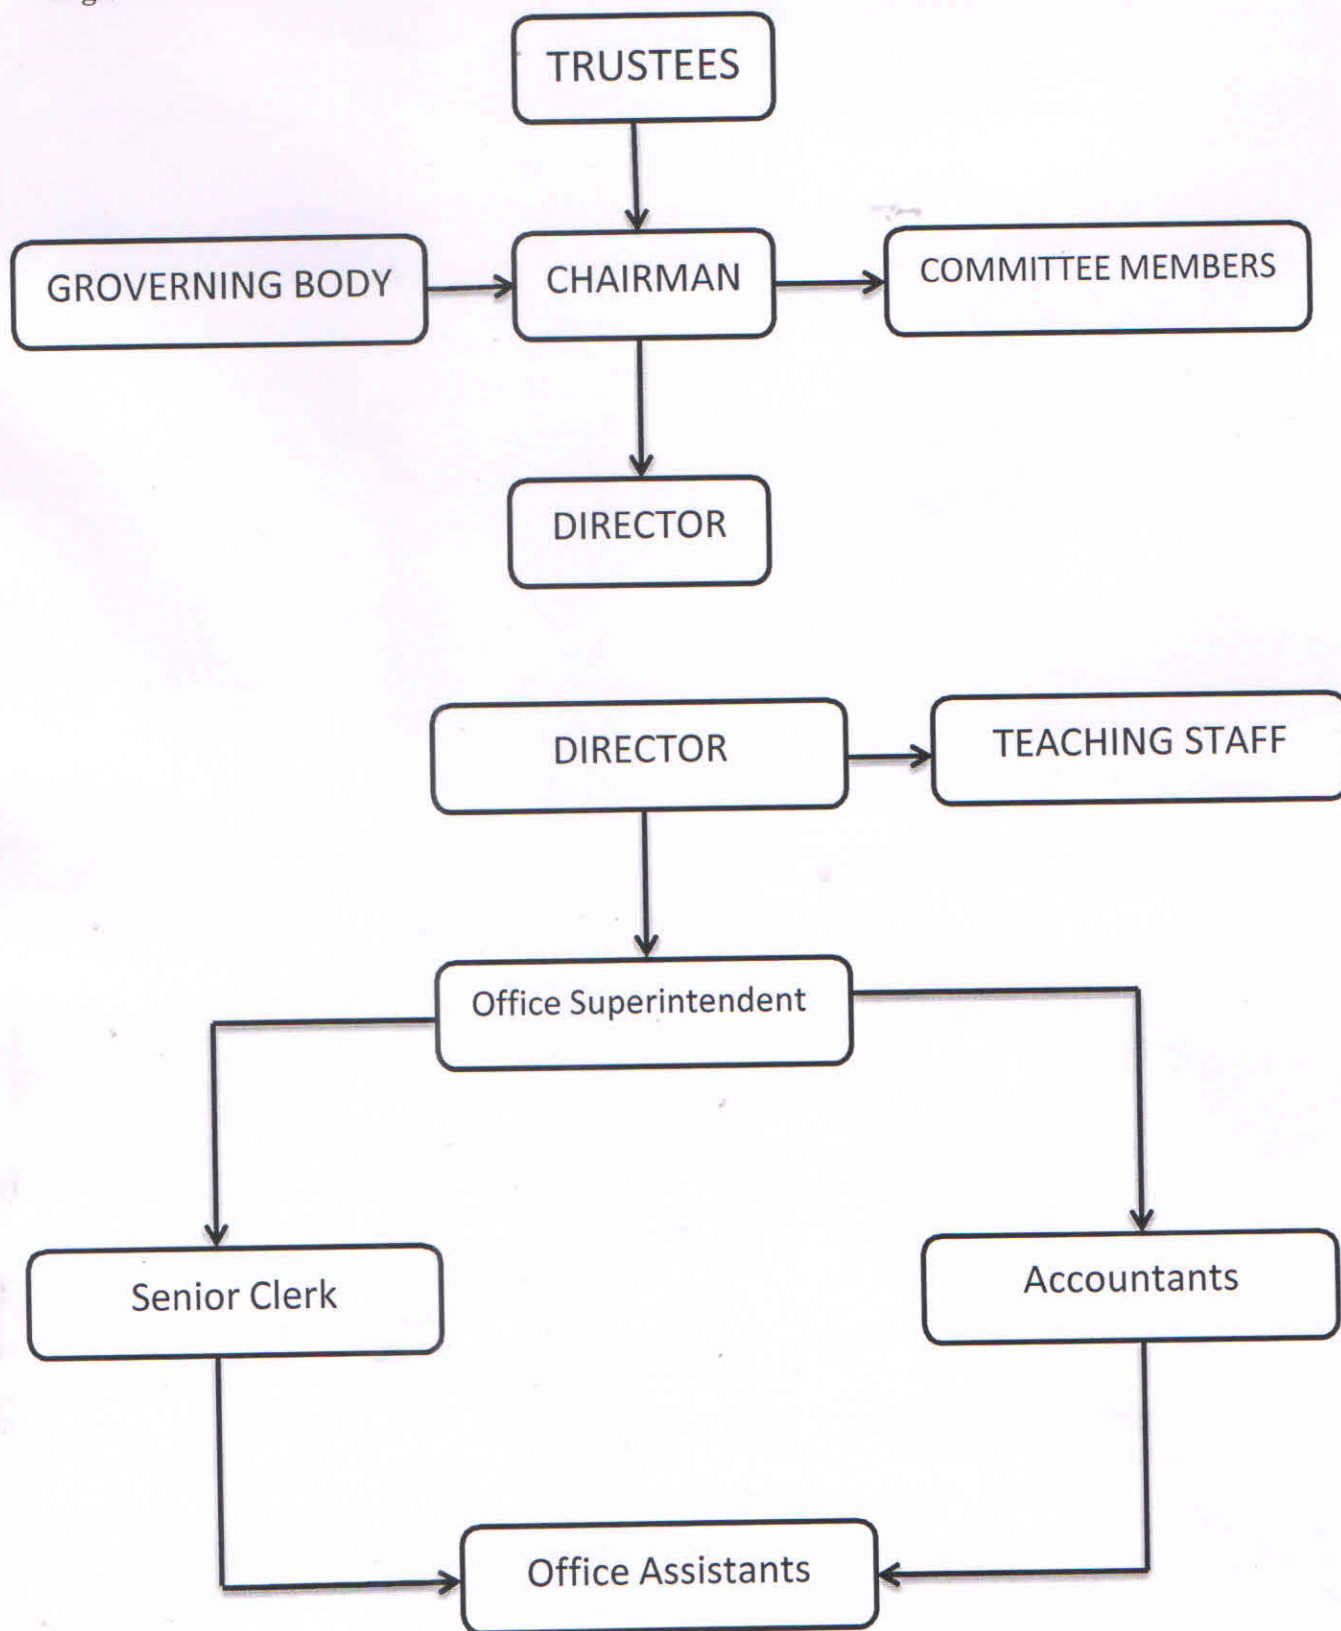 TRUSTEES
GROVERNING BODY
CHAIRMAN
COMMITTEE MEMBERS
DIRECTOR
DIRECTOR
TEACHING STAFF
Office Superintendent
Senior Clerk
Accountants
Office Assistants